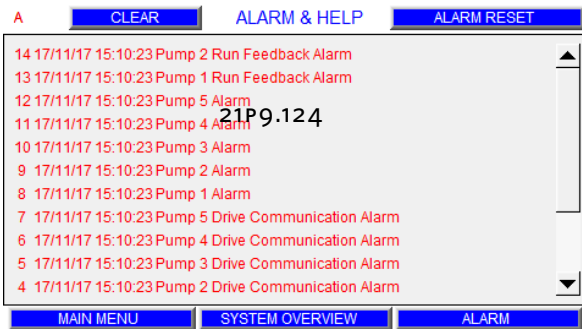 A CLEAR ALARM & HELP ALARM RESET
14 17/11/17 15:10:23 Pump 2 Run Feedback Alarm
13 17/11/17 15:10:23 Pump 1 Run Feedback Alarm
12 17/11/17 15:10:23 Pump 5 Alarm
21P9.124
11 17/11/17 15:10:23 Pump 4 Alarm
10 17/11/17 15:10:23 Pump 3 Alarm
9 17/11/17 15:10:23 Pump 2 Alarm
8 17/11/17 15:10:23 Pump 1 Alarm
7 17/11/17 15:10:23 Pump 5 Drive Communication Alarm
6 17/11/17 15:10:23 Pump 4 Drive Communication Alarm
5 17/11/17 15:10:23 Pump 3 Drive Communication Alarm
4 17/11/17 15:10:23 Pump 2 Drive Communication Alarm
MAIN MENU SYSTEM OVERVIEW ALARM